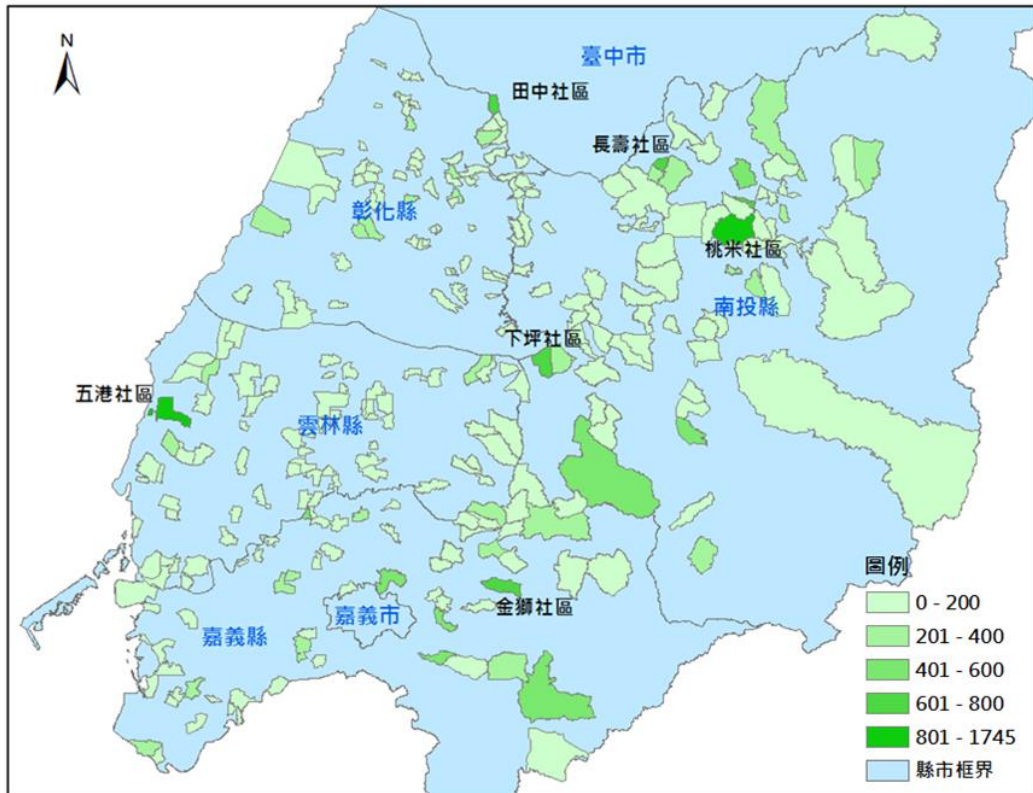 N
臺中市
田中社區
長壽社區
彰化縣
桃米社區
南投縣
下坪社區
五港社區
雲林縣
圖例
0 - 200
201 - 400
401 - 600
601 - 800
801 - 1745
縣市框界
金獅社區
嘉義市
嘉義縣